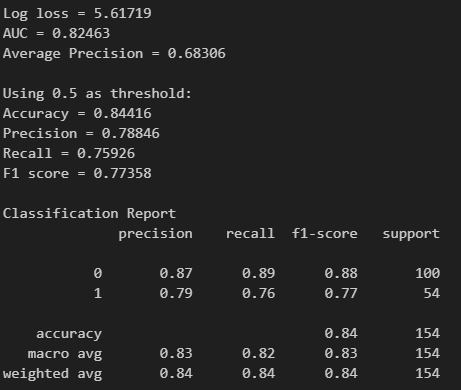 Log loss = 5.61719
AUC = 0.82463
Average Precision = 0.68306
Using 0.5 as threshold:
Accuracy = 0.84416
Precision = 0.78846
Recall = 0.75926
F1 score = 0.77358
Classification Report
precision recall f1-score support
0 0.87 0.89 0.88 100
1 0.79 0.76 0.77 54
accuracy 0.84 154
macro avg 0.83 0.82 0.83 154
weighted avg 0.84 0.84 0.84 154